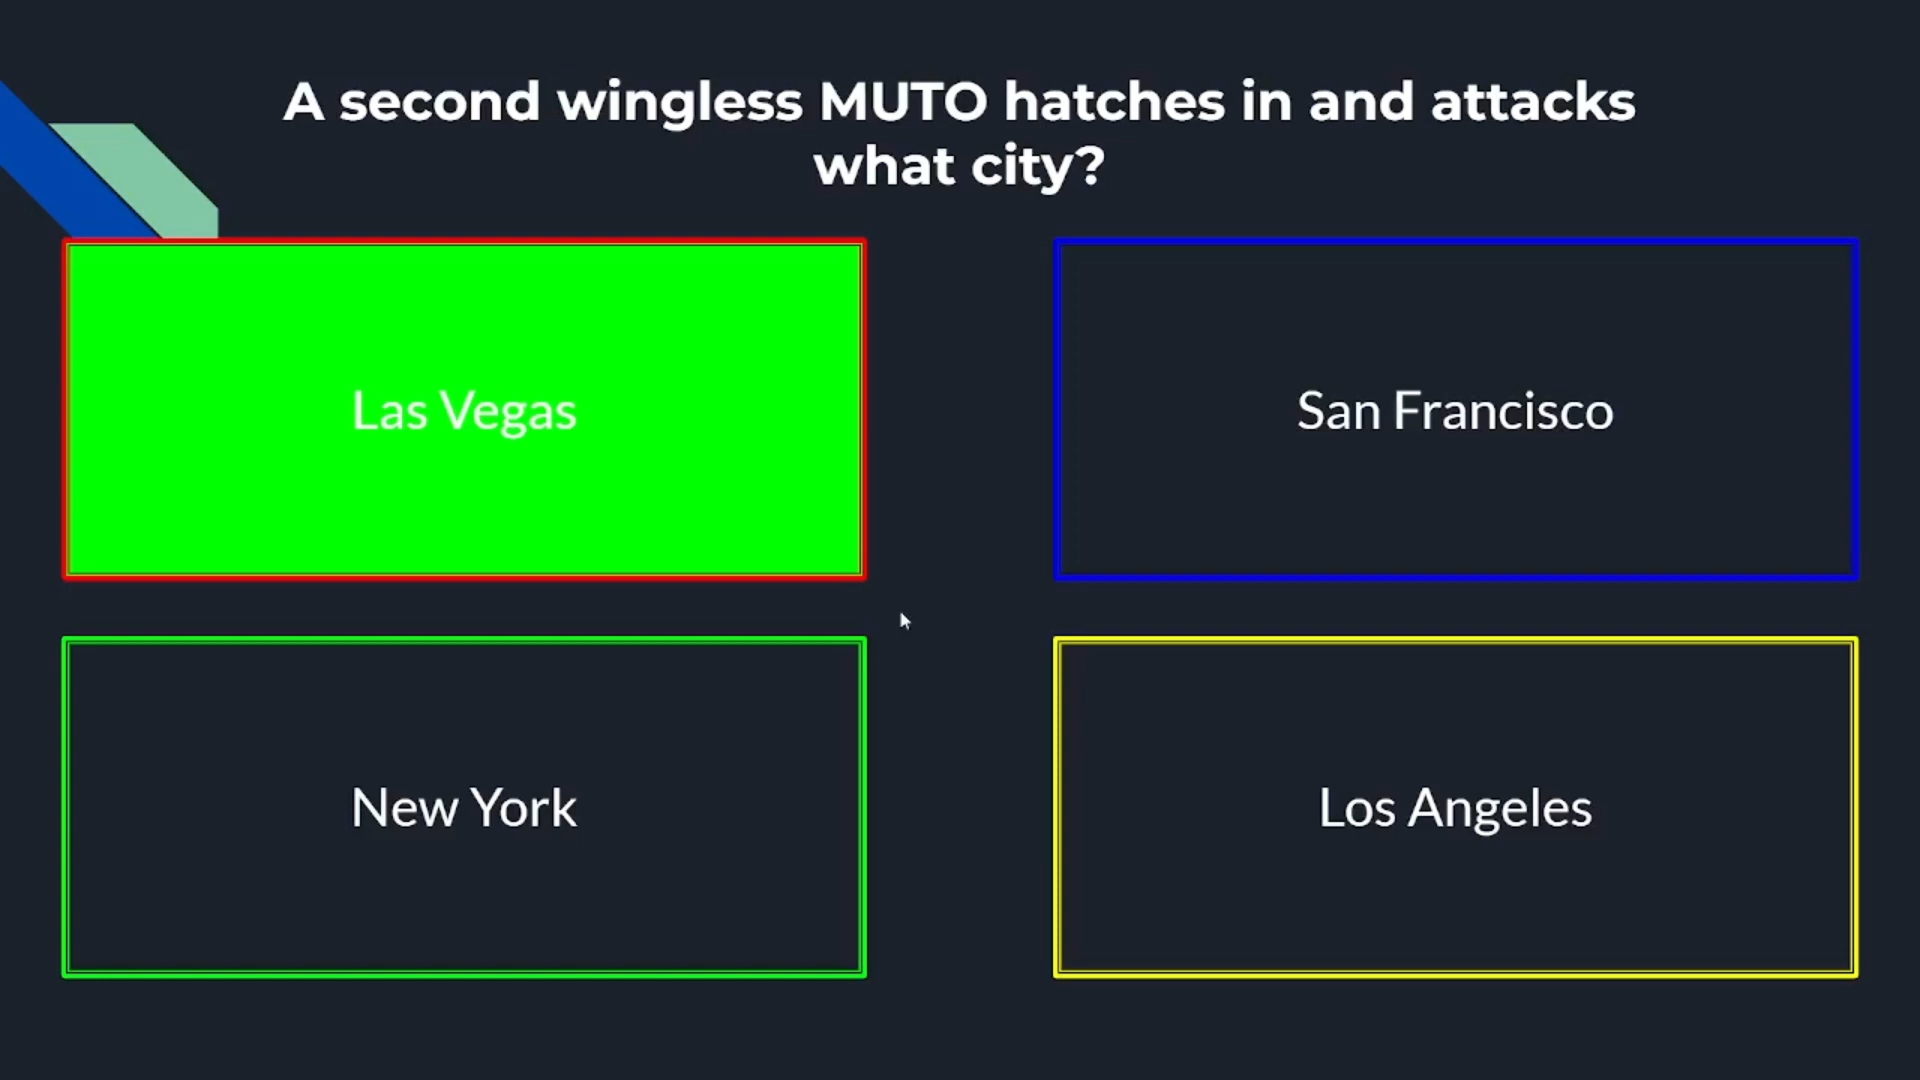 A second wingless MUTO hatches in and attacks
what city?
Las Vegas
San Francisco
New York
Los Angeles